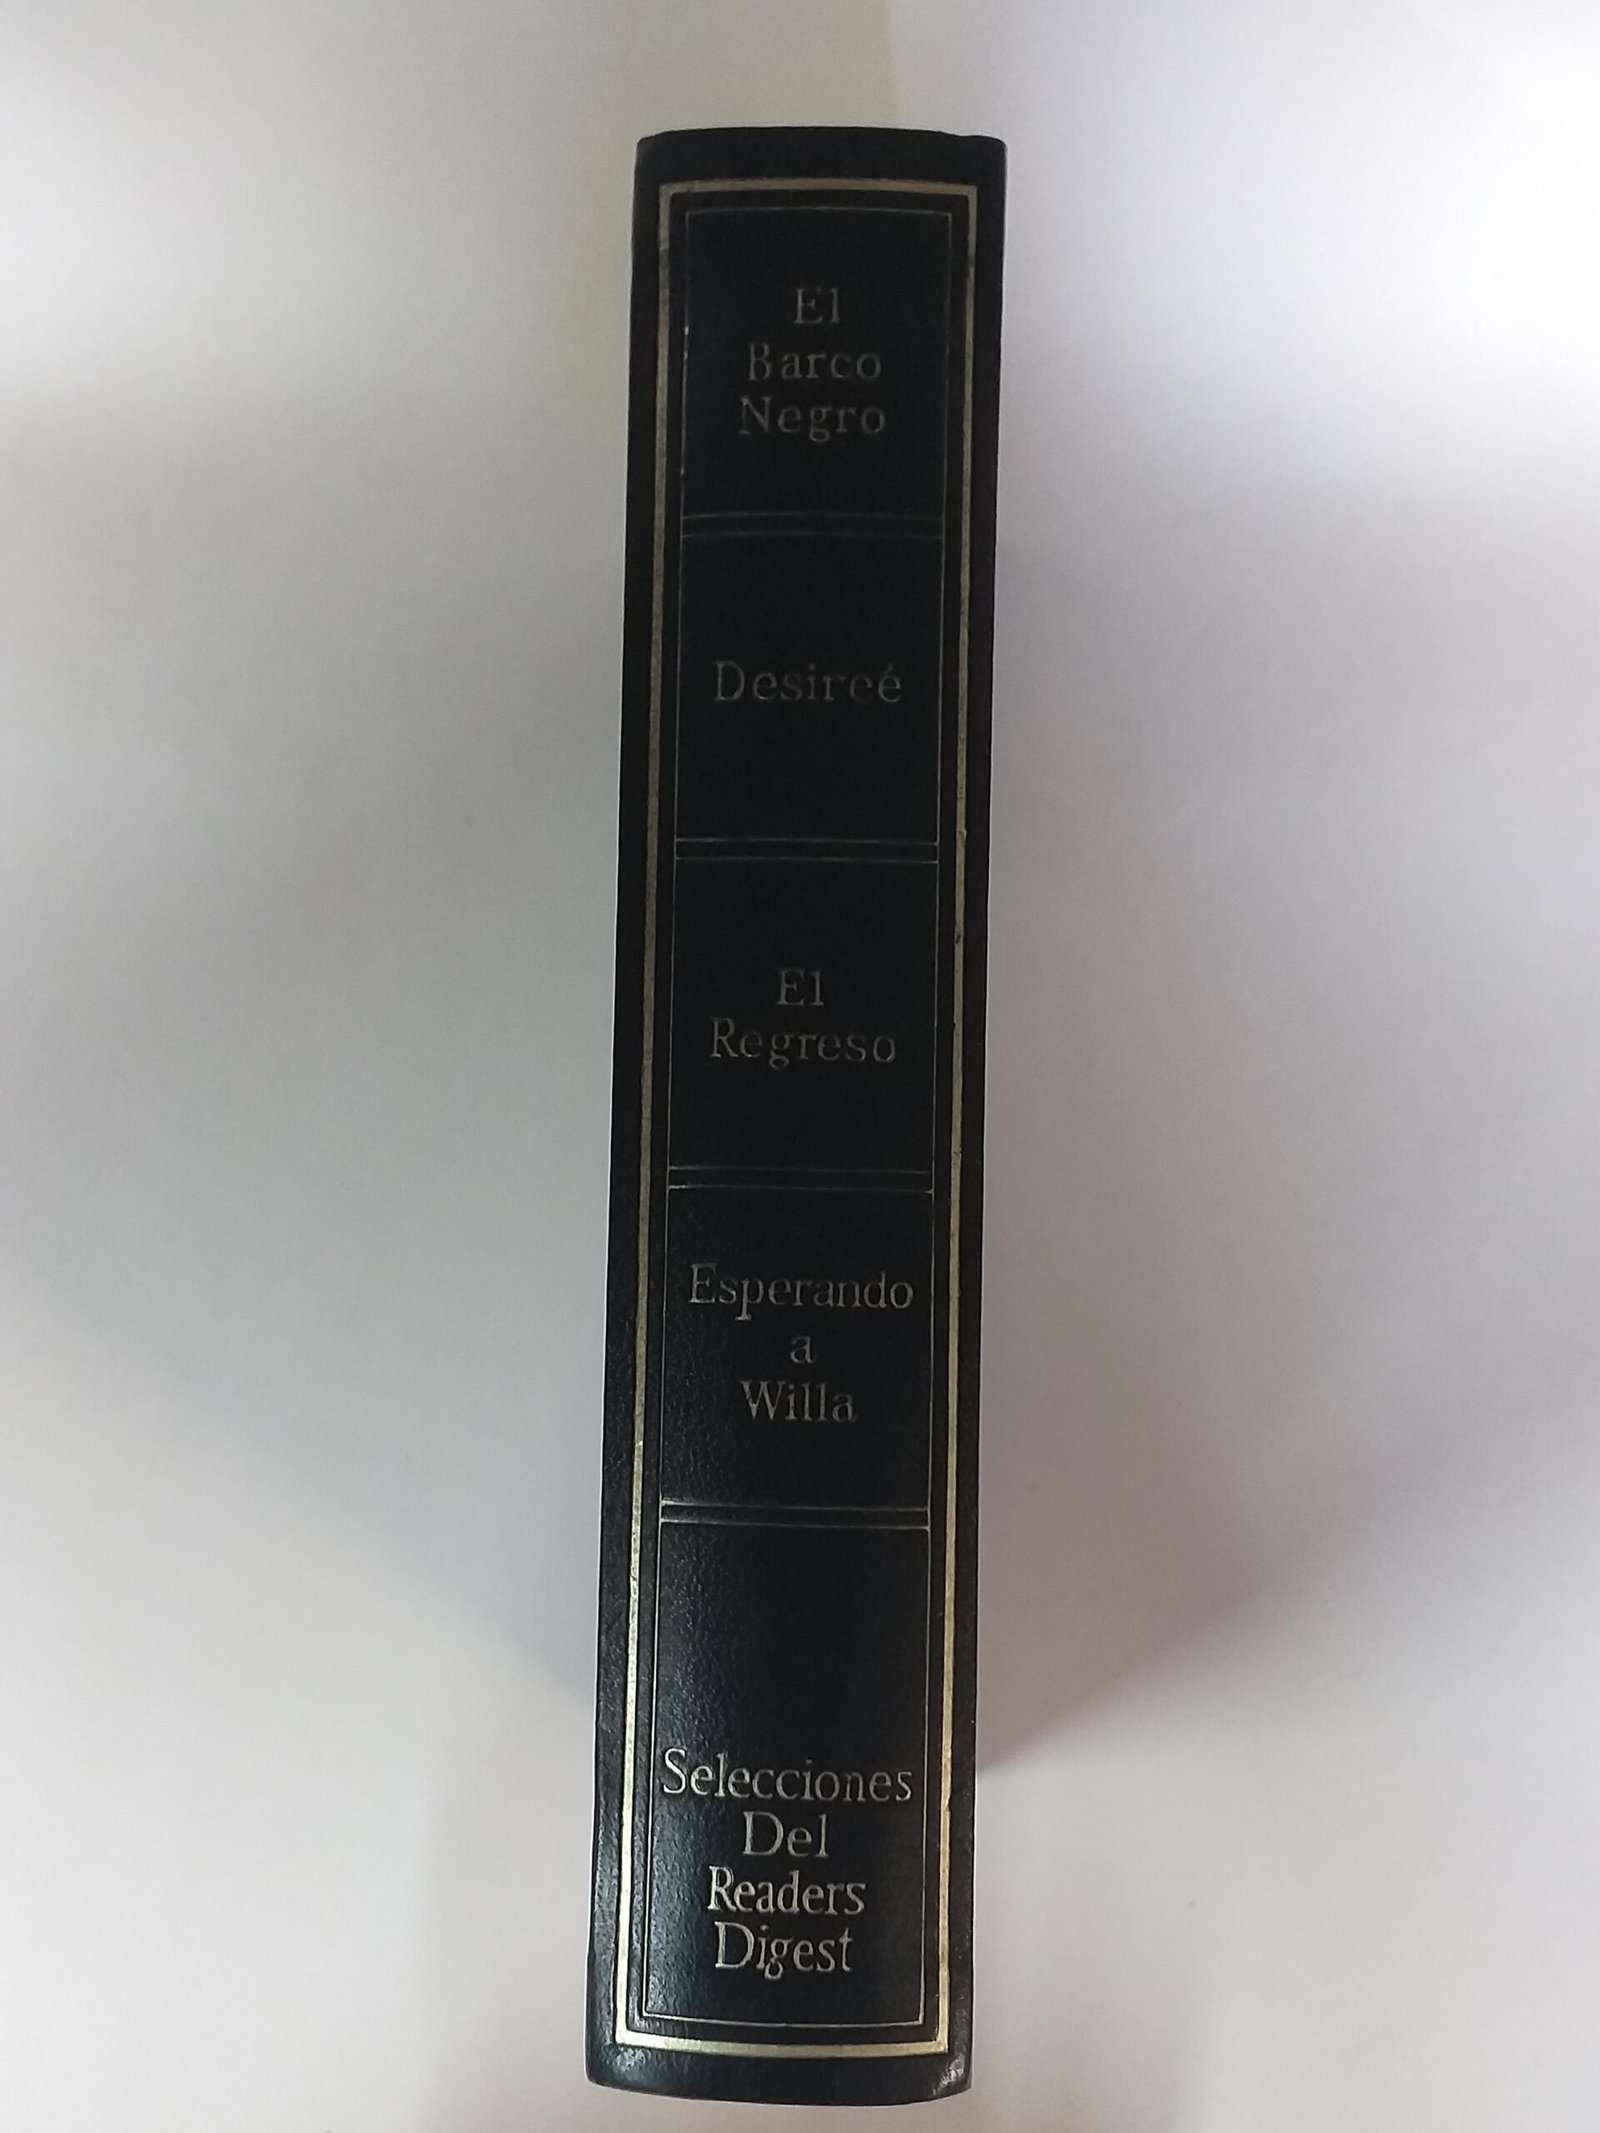 El
Barco
Negro
Desireé
El
Regreso
Esperando
a
Willa
Selecciones
Del
Readers
Digest